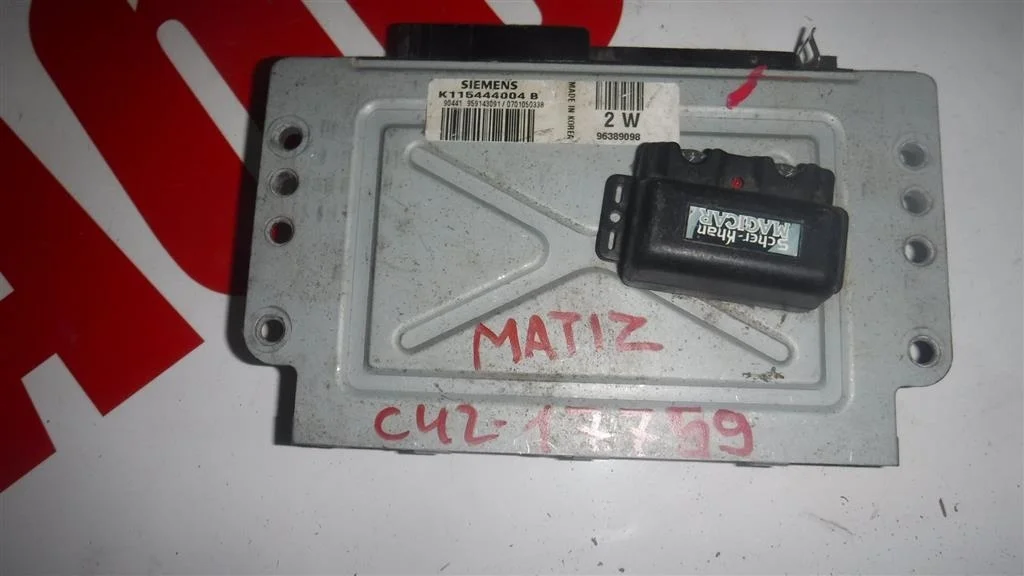 SIEMENS
K115444004 B
90441 959143091 / 0701050338
MADE IN KOREA
2 W
96389098
Scher-Khan
MAGICAR
MATIZ
C42-17759